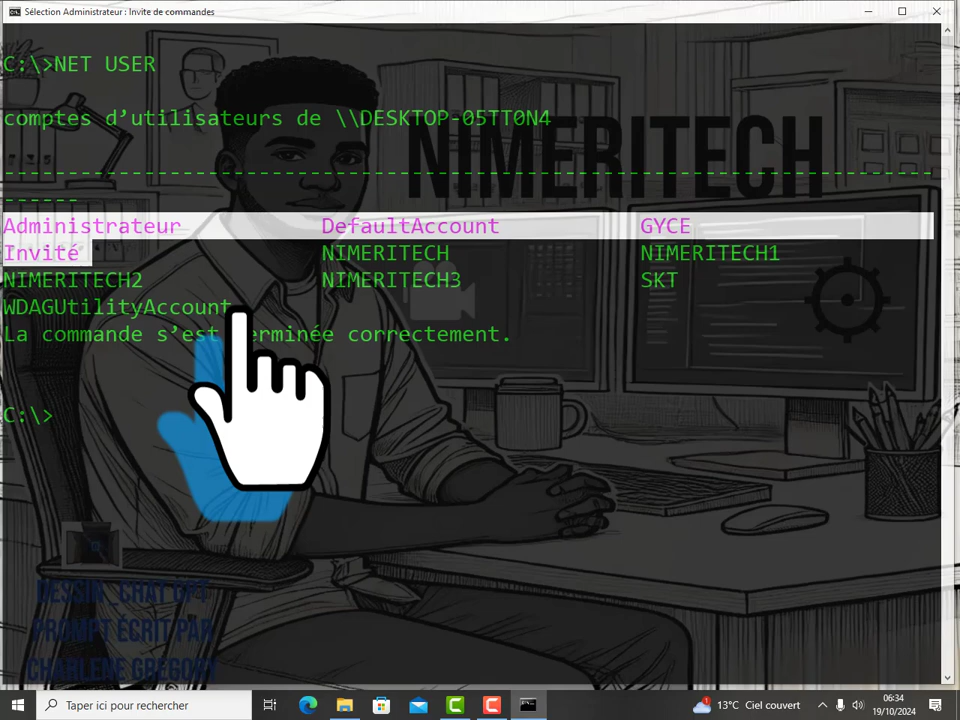 Sélection Administrateur : Invite de commandes
C:\>NET USER
comptes d’utilisateurs de \\DESKTOP-05TT0N4
NIMERITECH
-------------------------------------------------------------------------
------
Administrateur DefaultAccount GYCE
Invité NIMERITECH NIMERITECH1
NIMERITECH2 NIMERITECH3 SKT
WDAGUtilityAccount
La commande s’est terminée correctement.
C:\>
DESSIN_CHAT GPT
PROMPT ÉCRIT PAR
CHARLENE GREGORY
Taper ici pour rechercher
13°C Ciel couvert
06:34
19/10/2024